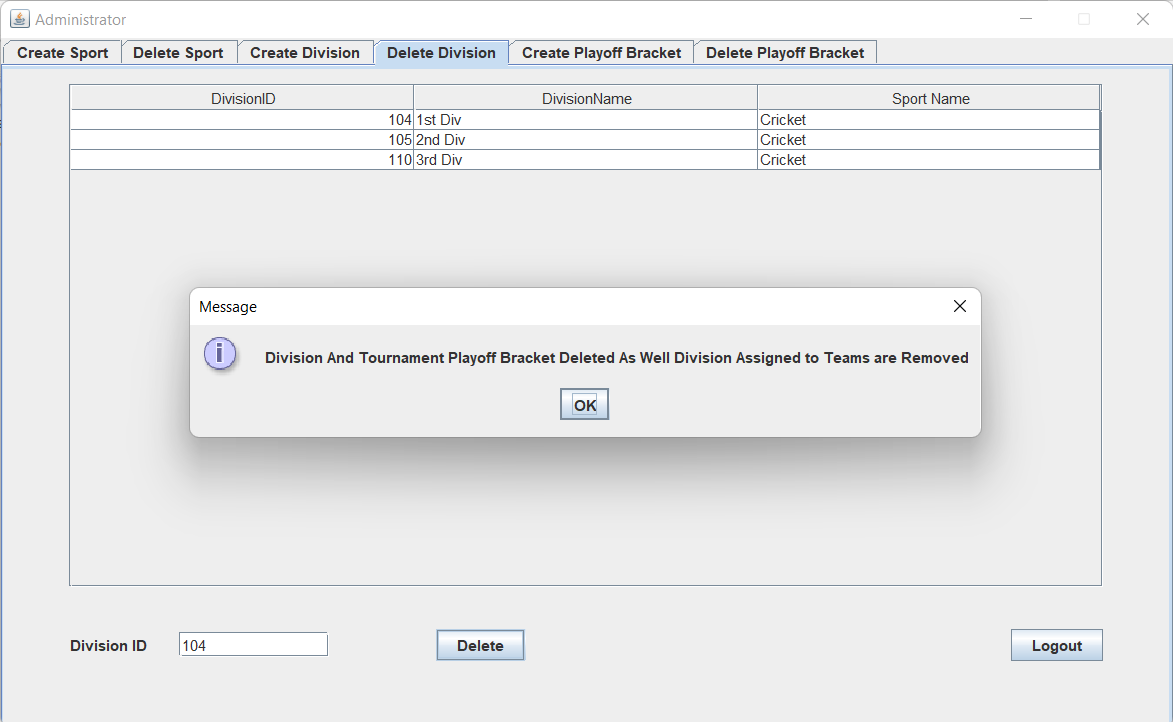 Administrator
Create Sport Delete Sport Create Division Delete Division Create Playoff Bracket Delete Playoff Bracket
DivisionID DivisionName Sport Name
104 1st Div Cricket
105 2nd Div Cricket
110 3rd Div Cricket
Message
Division And Tournament Playoff Bracket Deleted As Well Division Assigned to Teams are Removed
OK
Division ID 104 Delete Logout